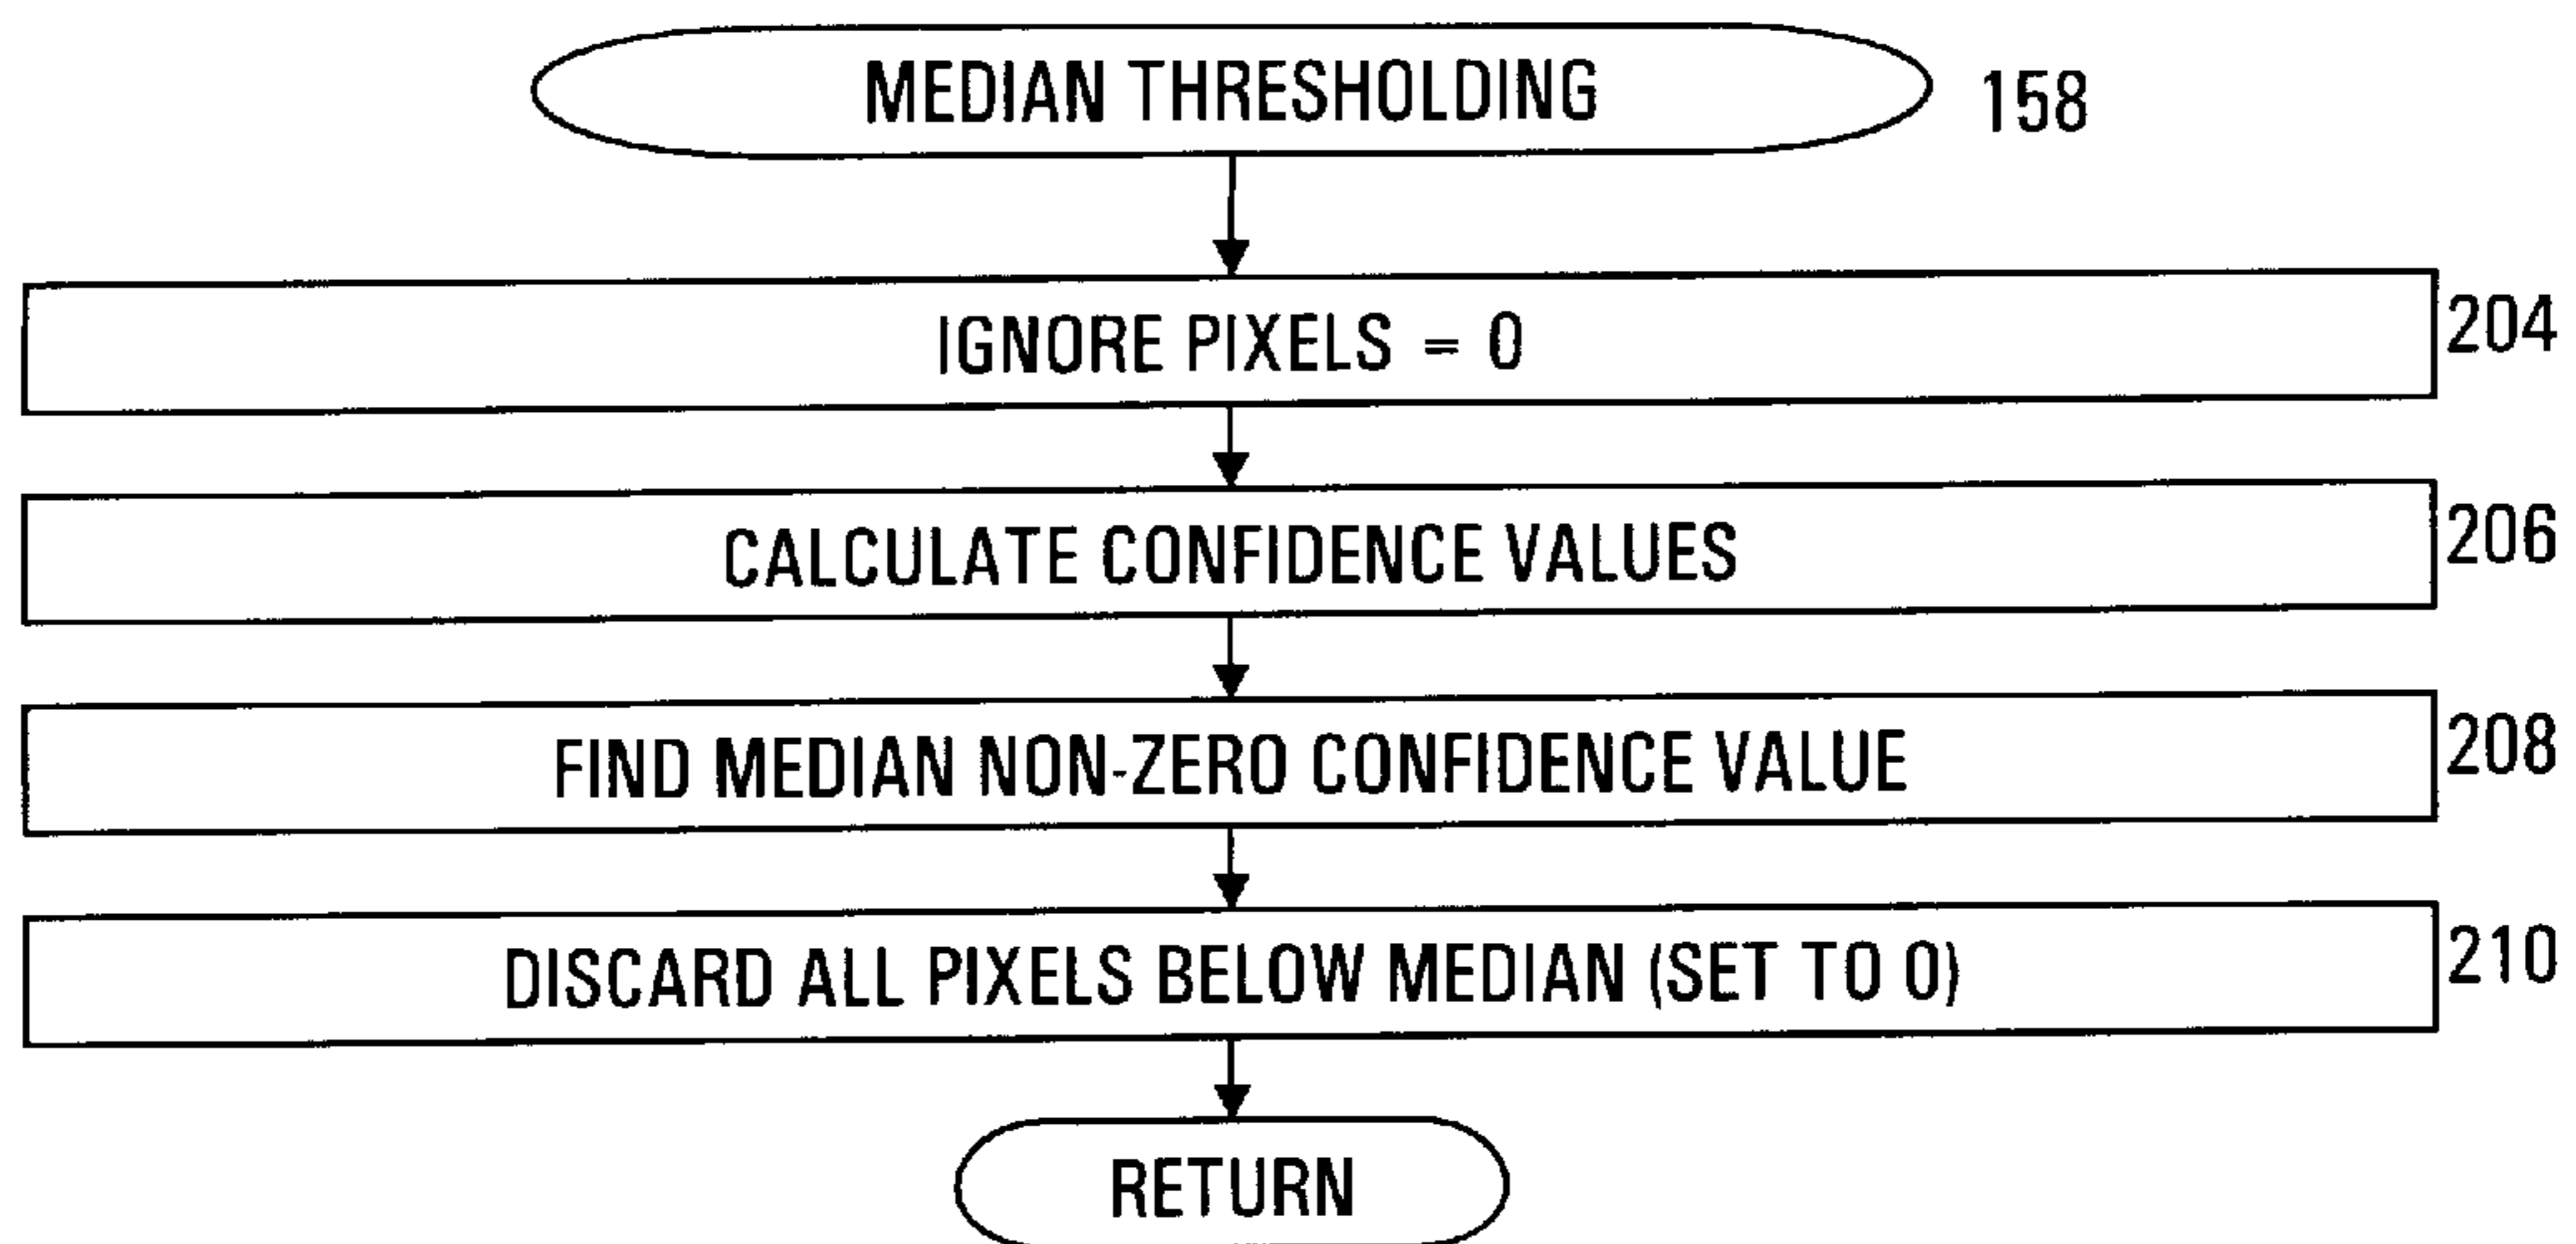 MEDIAN THRESHOLDING
158
IGNORE PIXELS = 0
204
CALCULATE CONFIDENCE VALUES
206
FIND MEDIAN NON-ZERO CONFIDENCE VALUE
208
DISCARD ALL PIXELS BELOW MEDIAN (SET TO 0)
210
RETURN